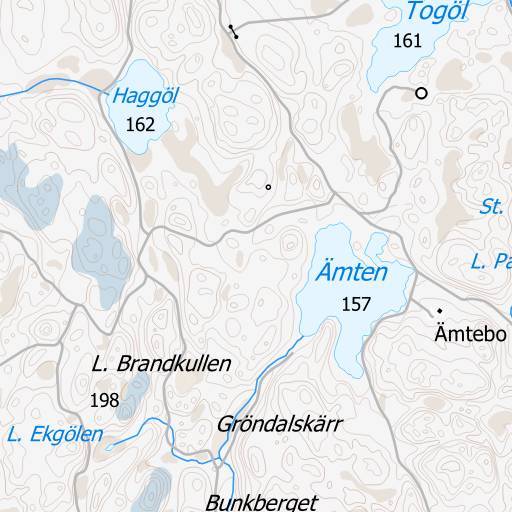 Togöl
161
Haggöl
162
St.
L. Pa
Ämten
157
Ämtebo
L. Brandkullen
198
Gröndalskärr
L. Ekgölen
Bunkberget